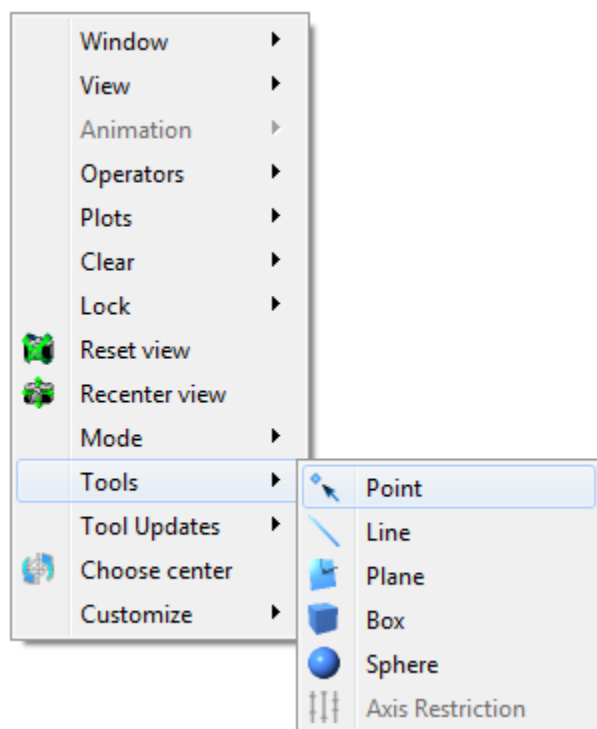 Window
View
Animation
Operators
Plots
Clear
Lock
Reset view
Recenter view
Mode
Tools
Tool Updates
Choose center
Customize
Point
Line
Plane
Box
Sphere
Axis Restriction